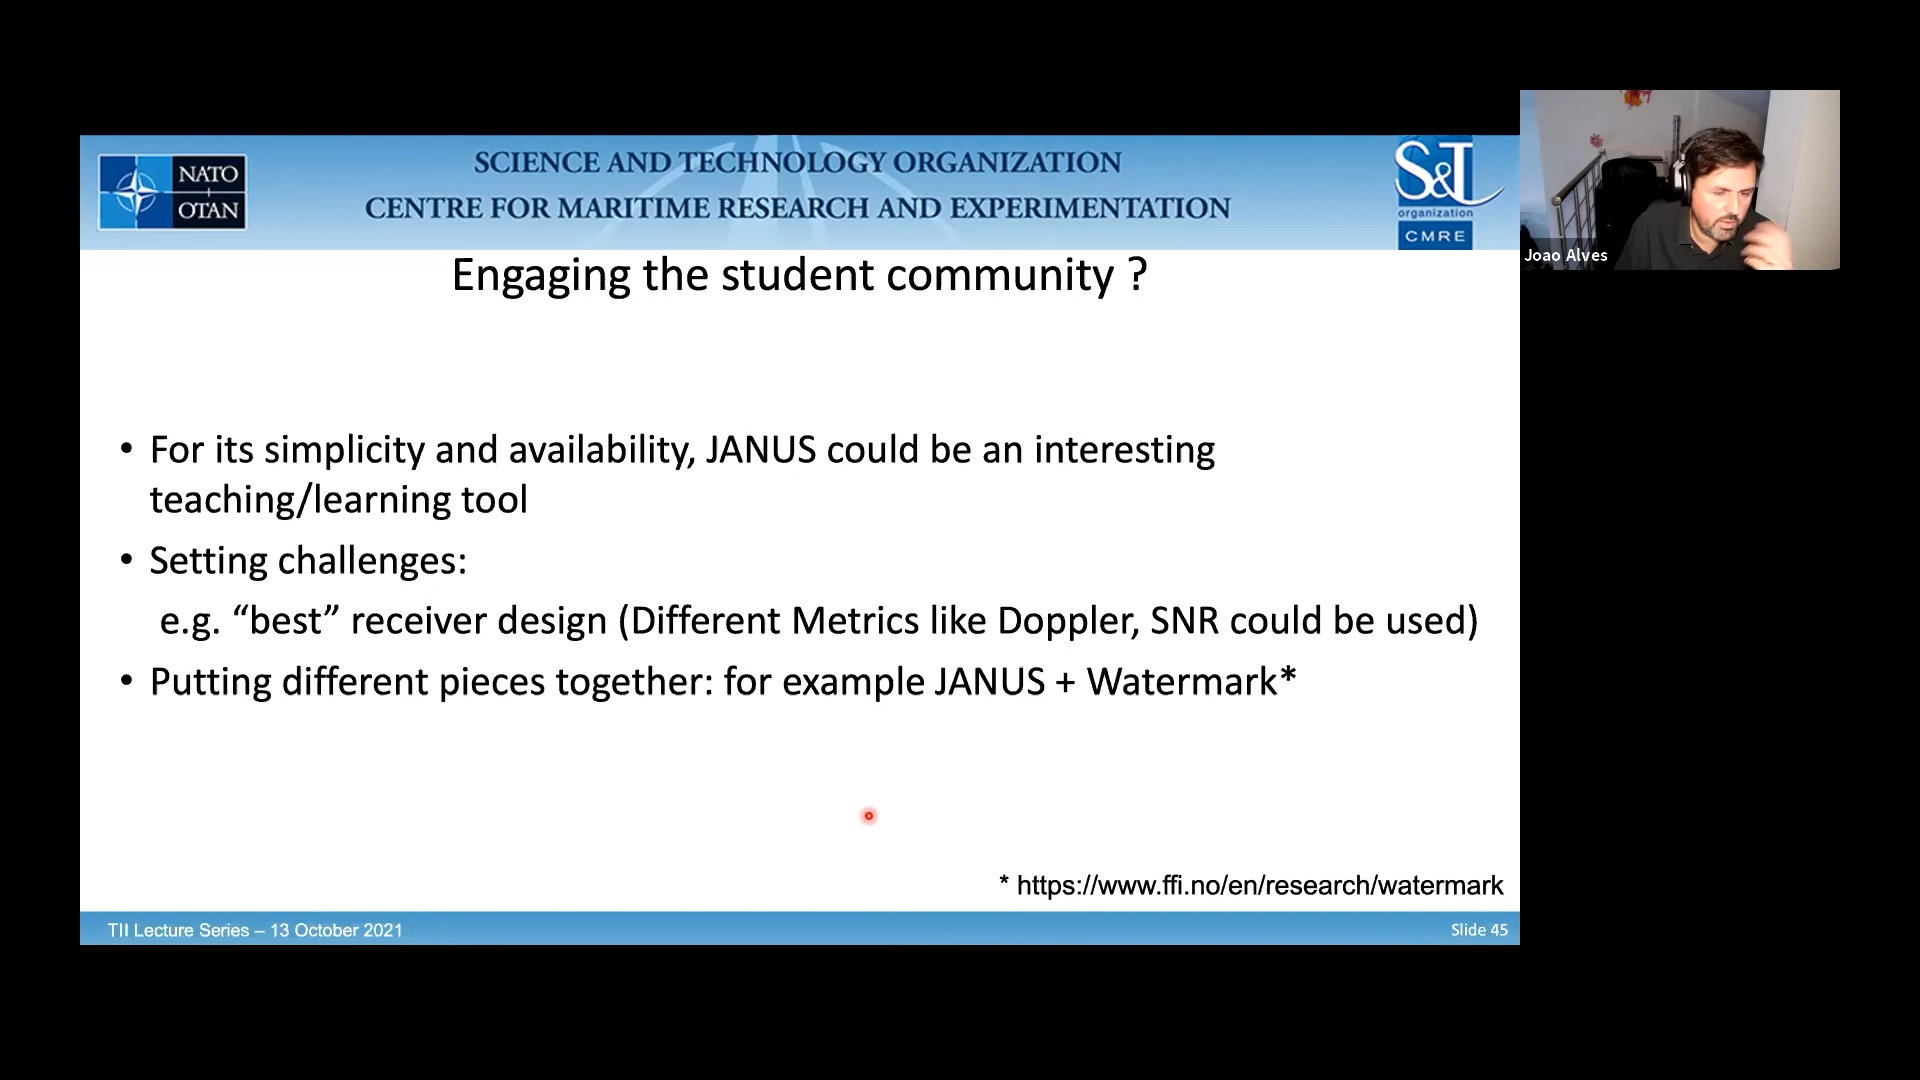 NATO
+
OTAN
SCIENCE AND TECHNOLOGY ORGANIZATION
CENTRE FOR MARITIME RESEARCH AND EXPERIMENTATION
S&T
organization
CMRE
Joao Alves
Engaging the student community ?
• For its simplicity and availability, JANUS could be an interesting
teaching/learning tool
• Setting challenges:
e.g. “best” receiver design (Different Metrics like Doppler, SNR could be used)
• Putting different pieces together: for example JANUS + Watermark*
* https://www.ffi.no/en/research/watermark
TII Lecture Series – 13 October 2021
Slide 45